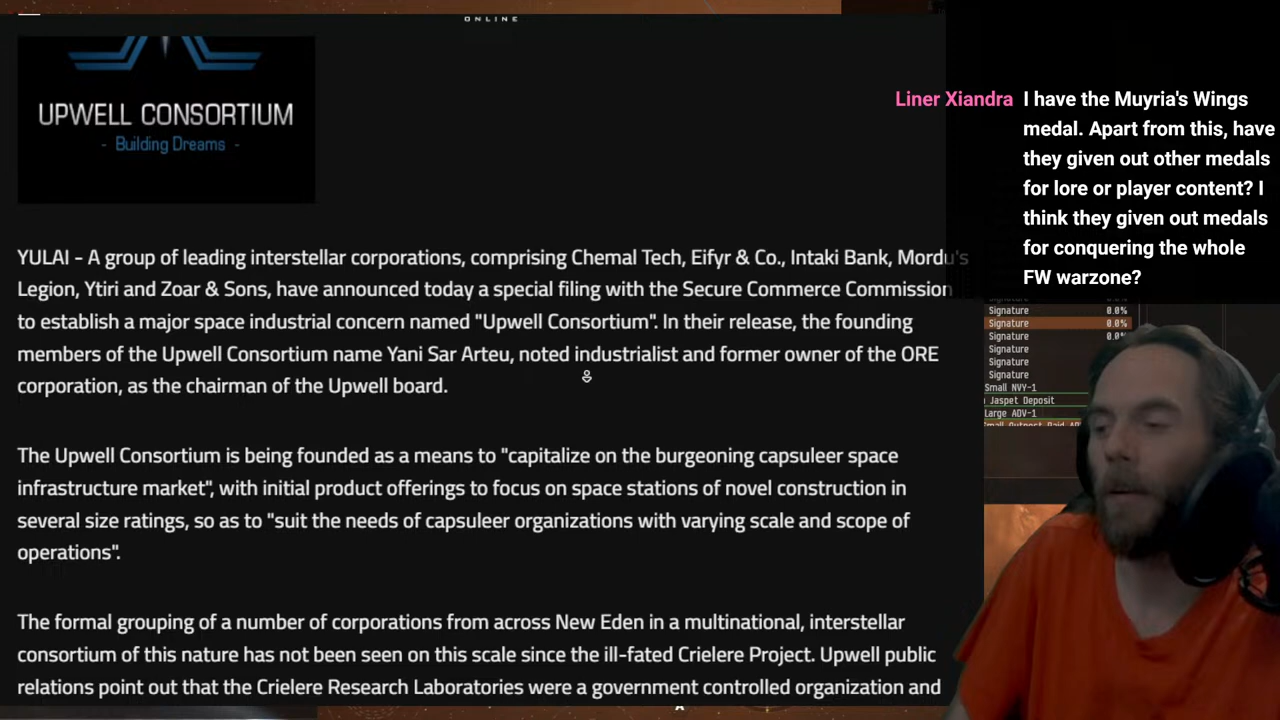 ONLINE
UPWELL CONSORTIUM
- Building Dreams -
YULAI - A group of leading interstellar corporations, comprising Chemal Tech, Eifyr & Co., Intaki Bank, Mordu's
Legion, Ytiri and Zoar & Sons, have announced today a special filing with the Secure Commerce Commission
to establish a major space industrial concern named "Upwell Consortium". In their release, the founding
members of the Upwell Consortium name Yani Sar Arteu, noted industrialist and former owner of the ORE
corporation, as the chairman of the Upwell board.
The Upwell Consortium is being founded as a means to "capitalize on the burgeoning capsuleer space
infrastructure market", with initial product offerings to focus on space stations of novel construction in
several size ratings, so as to "suit the needs of capsuleer organizations with varying scale and scope of
operations".
The formal grouping of a number of corporations from across New Eden in a multinational, interstellar
consortium of this nature has not been seen on this scale since the ill-fated Crielere Project. Upwell public
relations point out that the Crielere Research Laboratories were a government controlled organization and
Liner Xiandra I have the Muyria's Wings
medal. Apart from this, have
they given out other medals
for lore or player content? I
think they given out medals
for conquering the whole
FW warzone?
Signature 0.0%
Signature 0.0%
Signature 0.0%
Signature
Signature
Signature
Small NVY-1
Jaspet Deposit
Large ADV-1
Small Outpost Raid